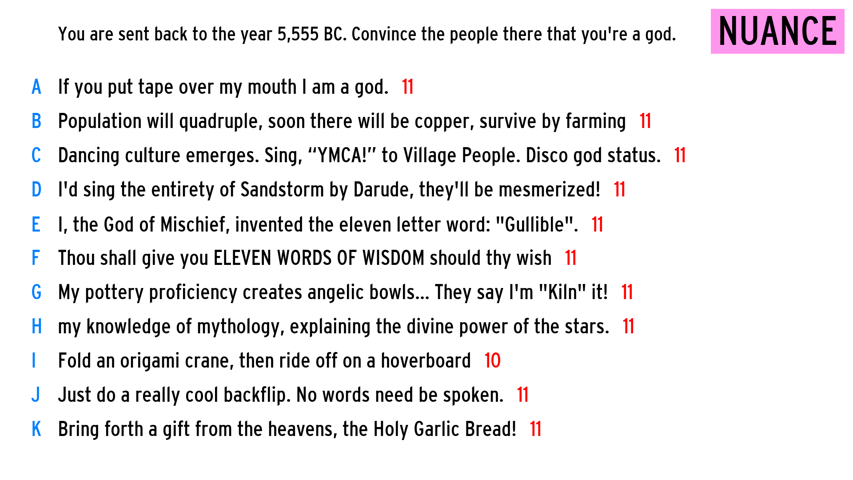 You are sent back to the year 5,555 BC. Convince the people there that you're a god.
NUANCE
A If you put tape over my mouth I am a god. 11
B Population will quadruple, soon there will be copper, survive by farming 11
C Dancing culture emerges. Sing, “YMCA!” to Village People. Disco god status. 11
D I'd sing the entirety of Sandstorm by Darude, they'll be mesmerized! 11
E I, the God of Mischief, invented the eleven letter word: "Gullible". 11
F Thou shall give you ELEVEN WORDS OF WISDOM should thy wish 11
G My pottery proficiency creates angelic bowls... They say I'm "Kiln" it! 11
H my knowledge of mythology, explaining the divine power of the stars. 11
I Fold an origami crane, then ride off on a hoverboard 10
J Just do a really cool backflip. No words need be spoken. 11
K Bring forth a gift from the heavens, the Holy Garlic Bread! 11